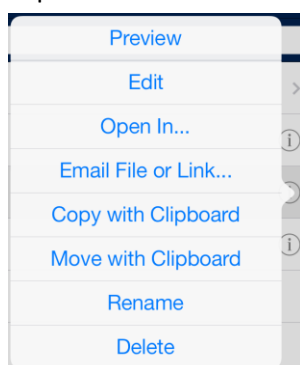 Preview
Edit
Open In...
Email File or Link...
Copy with Clipboard
Move with Clipboard
Rename
Delete